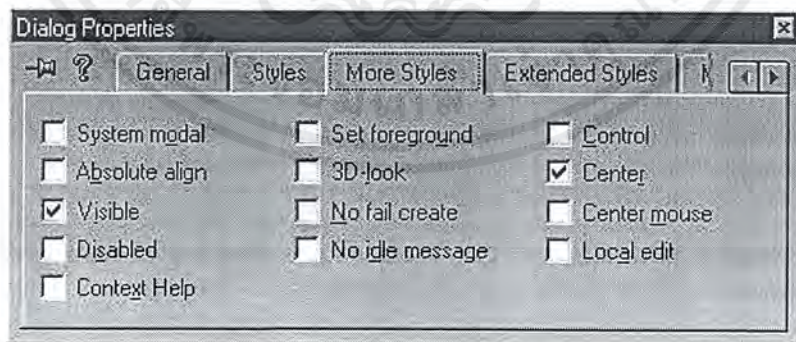 Dialog Properties
General Styles More Styles Extended Styles
System modal Set foreground Control
Absolute align 3D-look Center
Visible No fail create Center mouse
Disabled No idle message Local edit
Context Help